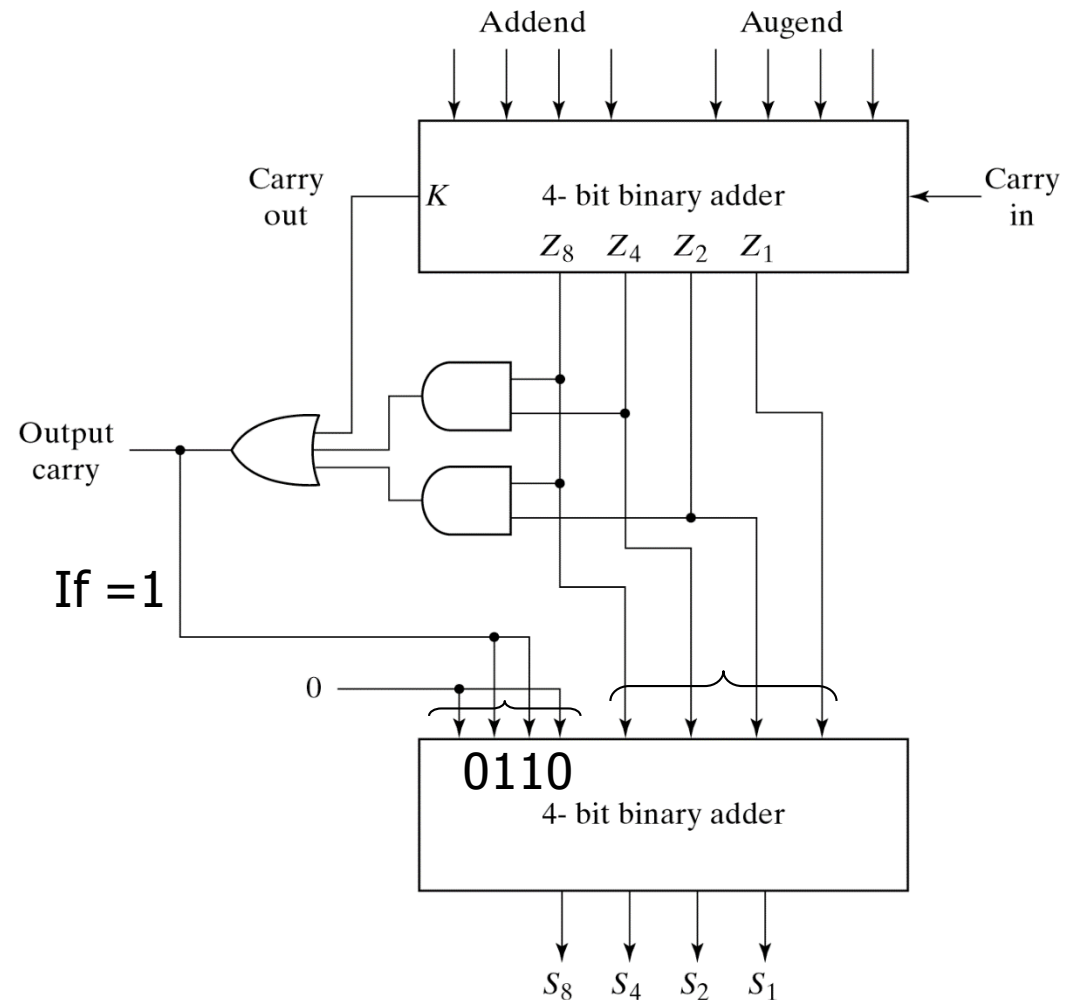 Addend
Augend
Carry
out
K
4- bit binary adder
Carry
in
Z8 Z4 Z2 Z1
Output
carry
If =1
0
0110
4- bit binary adder
S8 S4 S2 S1